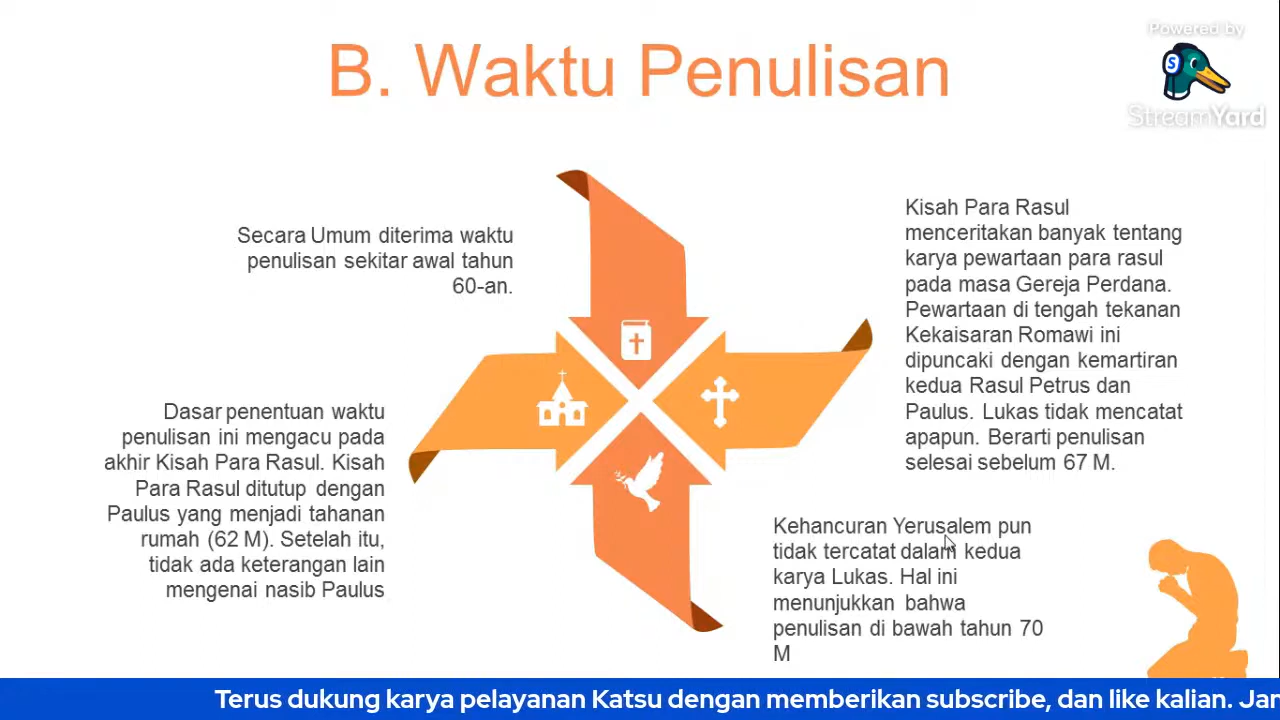 B. Waktu Penulisan
Powered by
StreamYard
Secara Umum diterima waktu
penulisan sekitar awal tahun
60-an.
Dasar penentuan waktu
penulisan ini mengacu pada
akhir Kisah Para Rasul. Kisah
Para Rasul ditutup dengan
Paulus yang menjadi tahanan
rumah (62 M). Setelah itu,
tidak ada keterangan lain
mengenai nasib Paulus
Kisah Para Rasul
menceritakan banyak tentang
karya pewartaan para rasul
pada masa Gereja Perdana.
Pewartaan di tengah tekanan
Kekaisaran Romawi ini
dipuncaki dengan kemartiran
kedua Rasul Petrus dan
Paulus. Lukas tidak mencatat
apapun. Berarti penulisan
selesai sebelum 67 M.
Kehancuran Yerusalem pun
tidak tercatat dalam kedua
karya Lukas. Hal ini
menunjukkan bahwa
penulisan di bawah tahun 70
M
Terus dukung karya pelayanan Katsu dengan memberikan subscribe, dan like kalian.